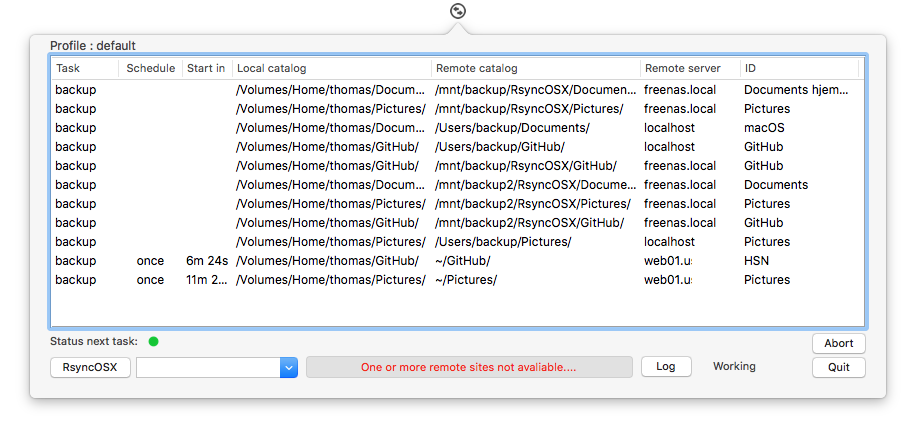 Profile : default
Task Schedule Start in Local catalog Remote catalog Remote server ID
backup /Volumes/Home/thomas/Docum... /mnt/backup/RsyncOSX/Documen... freenas.local Documents hjem...
backup /Volumes/Home/thomas/Pictures/ /mnt/backup/RsyncOSX/Pictures/ freenas.local Pictures
backup /Volumes/Home/thomas/Docum... /Users/backup/Documents/ localhost macOS
backup /Volumes/Home/thomas/GitHub/ /Users/backup/GitHub/ localhost GitHub
backup /Volumes/Home/thomas/GitHub/ /mnt/backup/RsyncOSX/GitHub/ freenas.local GitHub
backup /Volumes/Home/thomas/Docum... /mnt/backup2/RsyncOSX/Docume... freenas.local Documents
backup /Volumes/Home/thomas/Pictures/ /mnt/backup2/RsyncOSX/Pictures/ freenas.local Pictures
backup /Volumes/Home/thomas/GitHub/ /mnt/backup2/RsyncOSX/GitHub/ freenas.local GitHub
backup /Volumes/Home/thomas/Pictures/ /Users/backup/Pictures/ localhost Pictures
backup once 6m 24s /Volumes/Home/thomas/GitHub/ ~/GitHub/ web01.u HSN
backup once 11m 2... /Volumes/Home/thomas/Pictures/ ~/Pictures/ web01.u Pictures
Status next task: Abort
RsyncOSX One or more remote sites not avaliable.... Log Working Quit